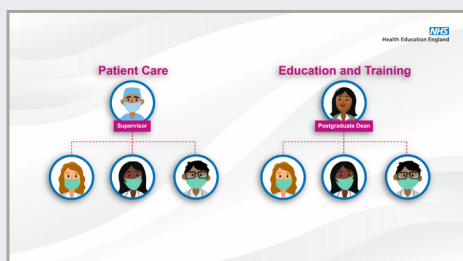 NHS
Health Education England
Patient Care
Education and Training
Supervisor
Postgraduate Dean